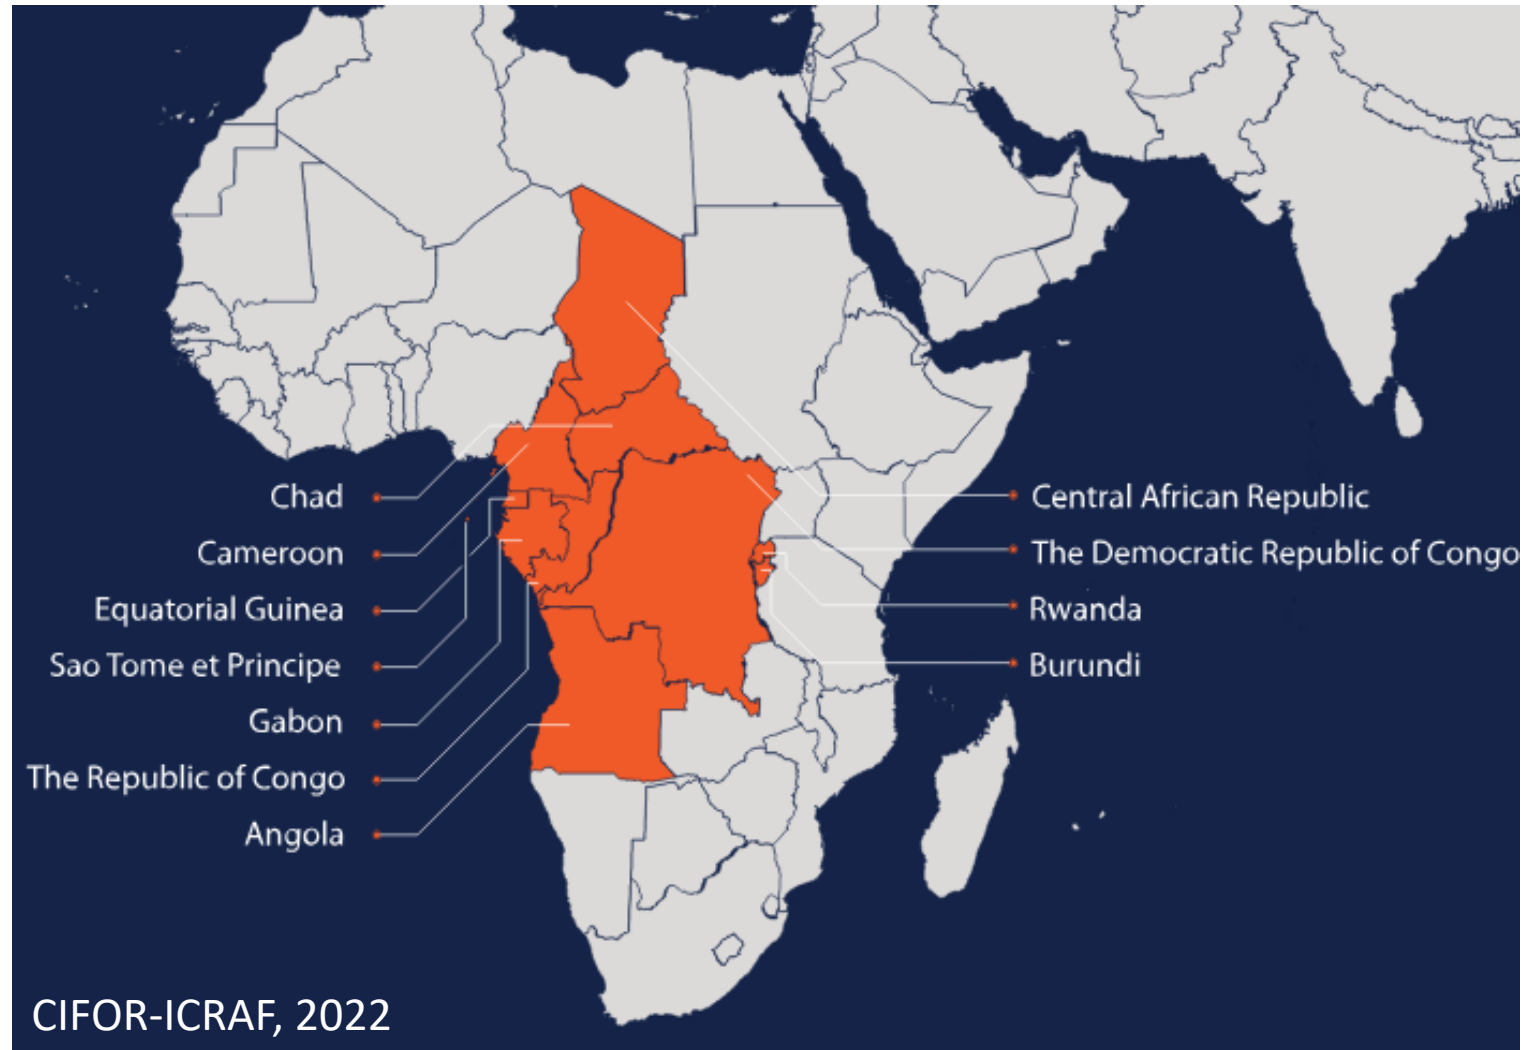 Chad
Cameroon
Equatorial Guinea
Sao Tome et Principe
Gabon
The Republic of Congo
Angola
Central African Republic
The Democratic Republic of Congo
Rwanda
Burundi
CIFOR-ICRAF, 2022